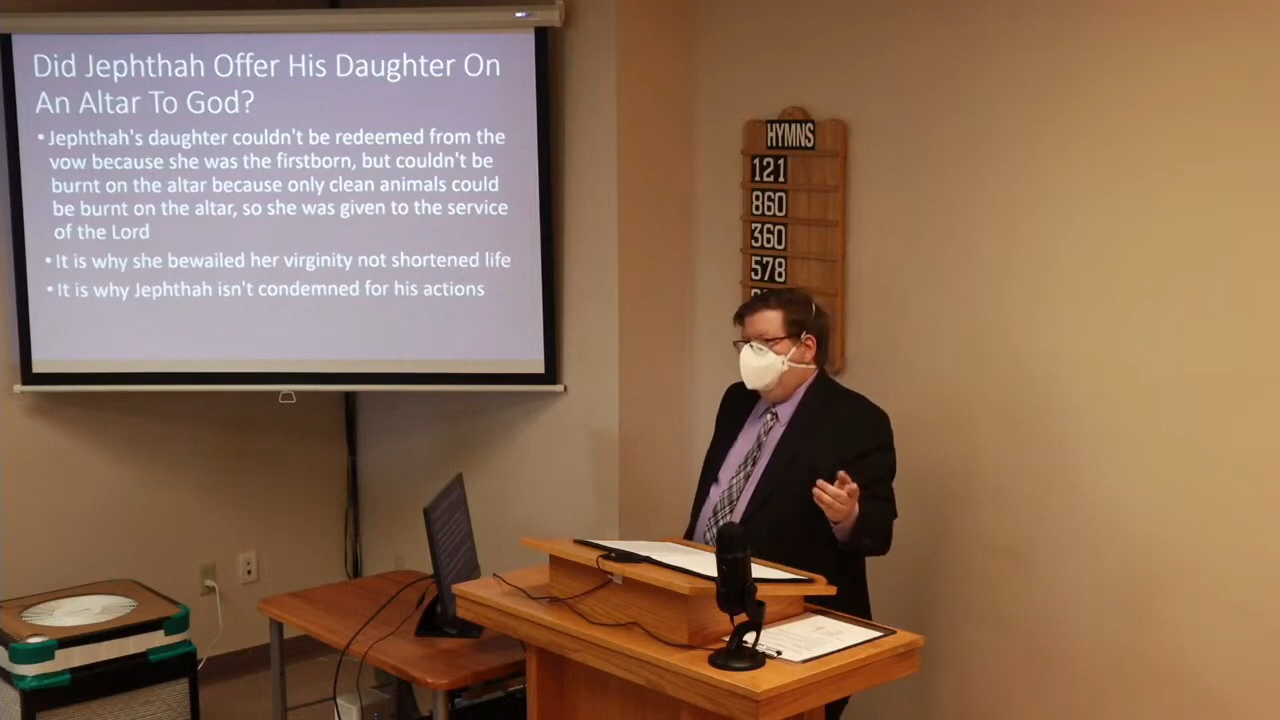 Did Jephthah Offer His Daughter On
An Altar To God?
• Jephthah's daughter couldn't be redeemed from the
vow because she was the firstborn, but couldn't be
burnt on the altar because only clean animals could
be burnt on the altar, so she was given to the service
of the Lord
• It is why she bewailed her virginity not shortened life
• It is why Jephthah isn't condemned for his actions
HYMNS
121
860
360
578